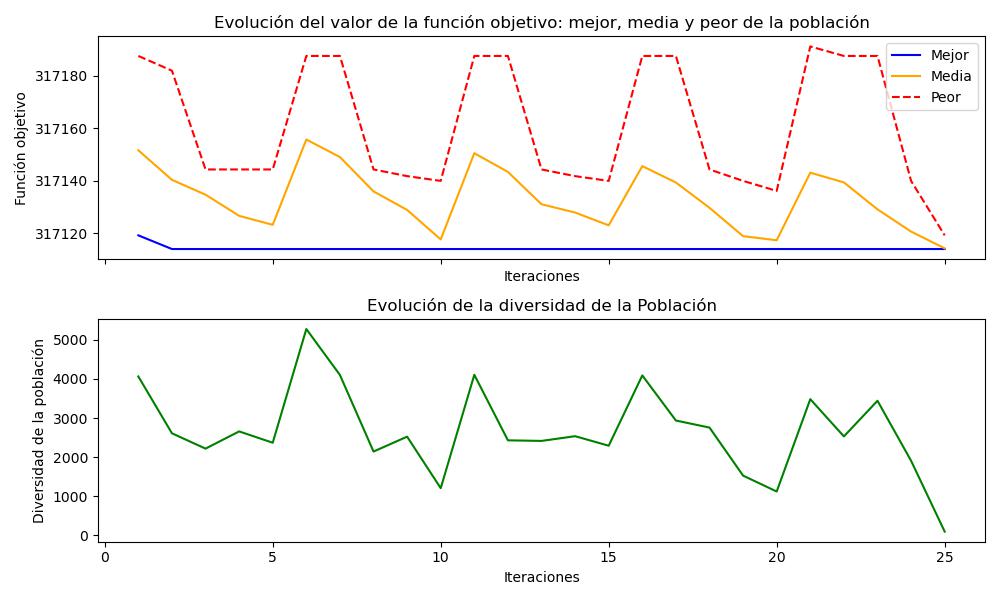 Evolución del valor de la función objetivo: mejor, media y peor de la población
Función objetivo
317180
317160
317140
317120
Mejor
Media
Peor
Iteraciones
Evolución de la diversidad de la Población
Diversidad de la población
5000
4000
3000
2000
1000
0
0 5 10 15 20 25
Iteraciones